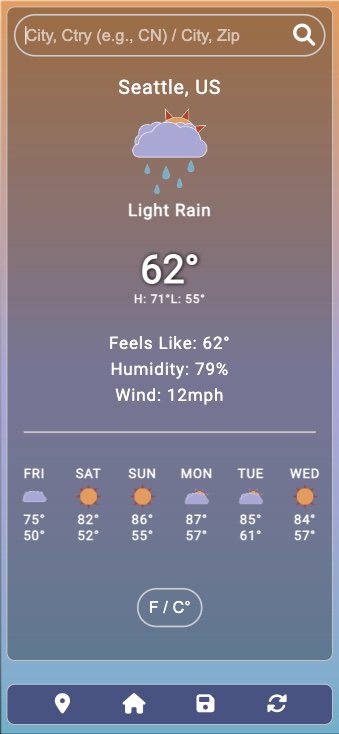 City, Ctry (e.g., CN) / City, Zip
Seattle, US
Light Rain
62°
H: 71°L: 55°
Feels Like: 62°
Humidity: 79%
Wind: 12mph
FRI SAT SUN MON TUE WED
75° 82° 86° 87° 85° 84°
50° 52° 55° 57° 61° 57°
F / C°